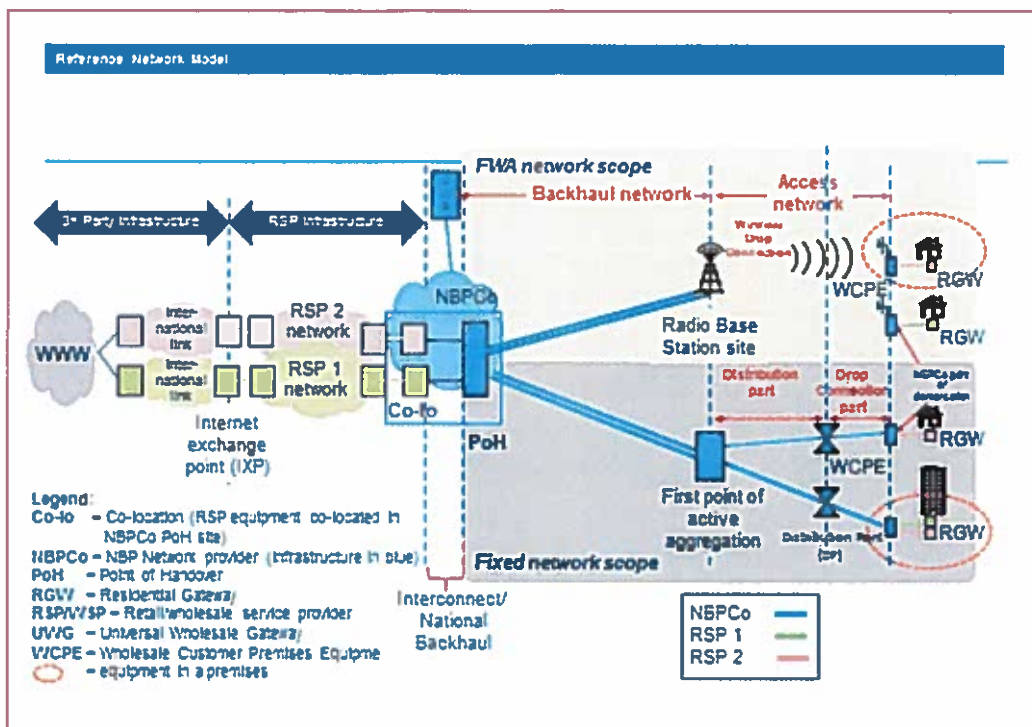 Reference Network Model
FWA network scope
Backhaul network
Access
network
3rd Party Infrastructure
RSP Infrastructure
Wireless
Drop
Connection
WCPE
RGW
NBPCo
RSP 2
network
Inter-
national
link
WWW
RGW
Radio Base
Station site
Inter-
national
link
RSP 1
network
Distribution
part
Drop
Connection
part
NBPCo point
of
demarcation
Co-lo
PoH
Internet
exchange
point (IXP)
RGW
WCPE
First point of
active
aggregation
Distribution Point
(DP)
RGW
Fixed network scope
Interconnect/
National
Backhaul
Legend:
Co-lo – Co-location (RSP equipment co-located in
NBPCo PoH site)
NBPCo – NBP Network provider (Infrastructure in blue)
PoH – Point of Handover
RGW – Residential Gateway
RSP/WSP – Retail/wholesale service provider
UWG – Universal Wholesale Gateway
WCPE – Wholesale Customer Premises Equipme
– equipment in a premises
NBPCo
RSP 1
RSP 2